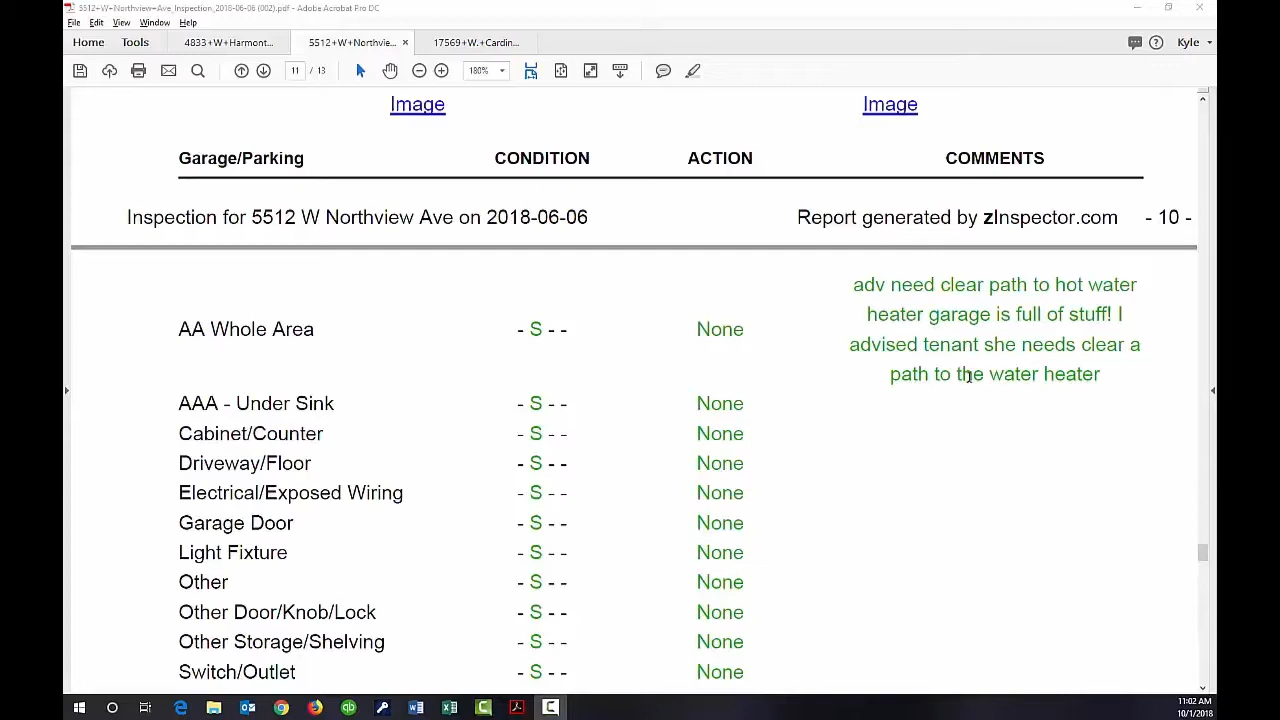 5512+W+Northview+Ave_Inspection_2018-06-06 (002).pdf - Adobe Acrobat Pro DC
File Edit View Window Help
Home Tools 4833+W+Harmont... 5512+W+Northvie... × 17569+W.+Cardin... Kyle
11 / 13 180%
Image Image
Garage/Parking CONDITION ACTION COMMENTS
Inspection for 5512 W Northview Ave on 2018-06-06 Report generated by zInspector.com - 10 -
adv need clear path to hot water
heater garage is full of stuff! I
AA Whole Area - S - - None
advised tenant she needs clear a
path to the water heater
AAA - Under Sink - S - - None
Cabinet/Counter - S - - None
Driveway/Floor - S - - None
Electrical/Exposed Wiring - S - - None
Garage Door - S - - None
Light Fixture - S - - None
Other - S - - None
Other Door/Knob/Lock - S - - None
Other Storage/Shelving - S - - None
Switch/Outlet - S - - None
11:02 AM
10/1/2018